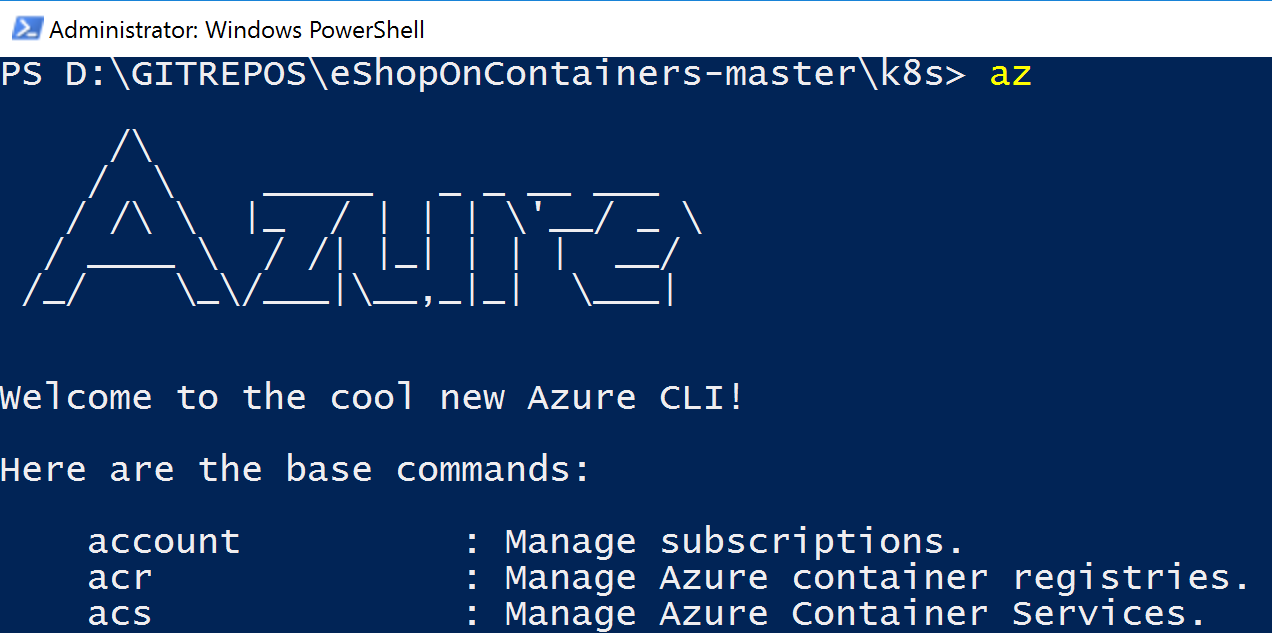 Administrator: Windows PowerShell
PS D:\GITREPOS\eShopOnContainers-master\k8s> az
Azure
Welcome to the cool new Azure CLI!
Here are the base commands:
account : Manage subscriptions.
acr : Manage Azure container registries.
acs : Manage Azure Container Services.